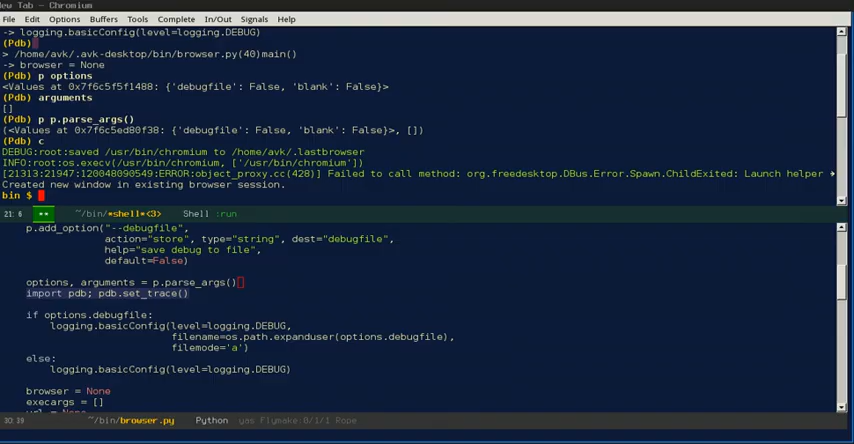 New Tab - Chromium
File Edit Options Buffers Tools Complete In/Out Signals Help
-> logging.basicConfig(level=logging.DEBUG)
(Pdb)
> /home/avk/.avk-desktop/bin/browser.py(40)main()
-> browser = None
(Pdb) p options
<Values at 0x7f6c5f5f1488: {'debugfile': False, 'blank': False}>
(Pdb) arguments
[]
(Pdb) p p.parse_args()
(<Values at 0x7f6c5ed80f38: {'debugfile': False, 'blank': False}>, [])
(Pdb) c
DEBUG:root:saved /usr/bin/chromium to /home/avk/.lastbrowser
INFO:root:os.execv(/usr/bin/chromium, ['/usr/bin/chromium'])
[21313:21947:120048090549:ERROR:object_proxy.cc(428)] Failed to call method: org.freedesktop.DBus.Error.Spawn.ChildExited: Launch helper
Created new window in existing browser session.
bin $
21: 6 ** ~/bin/*shell*<3> Shell :run
p.add_option("--debugfile",
action="store", type="string", dest="debugfile",
help="save debug to file",
default=False)
options, arguments = p.parse_args()
import pdb; pdb.set_trace()
if options.debugfile:
logging.basicConfig(level=logging.DEBUG,
filename=os.path.expanduser(options.debugfile),
filemode='a')
else:
logging.basicConfig(level=logging.DEBUG)
browser = None
execargs = []
url = None
30:39 ~/bin/browser.py Python yas Flymake:0/1/1 Rope